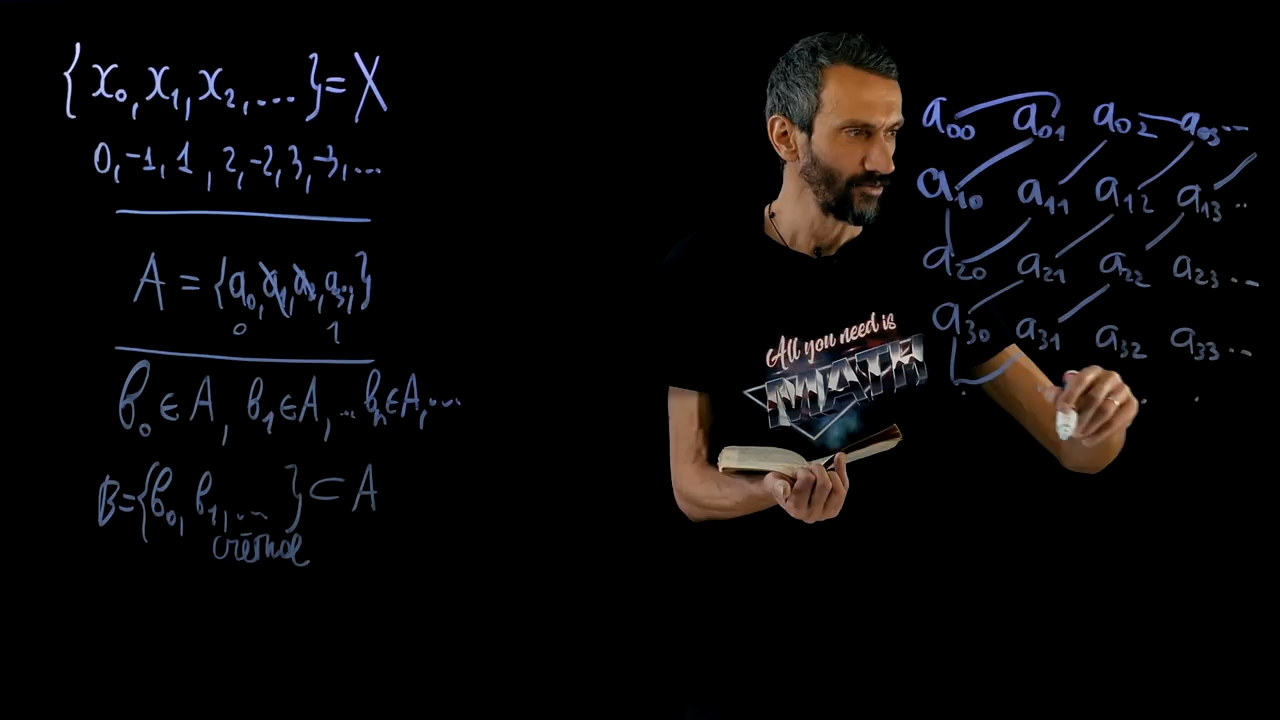 {x₀, x₁, x₂, ...} = X
0, -1, 1, 2, -2, 3, -3, ...
A = {a₀, a₁, a₂, a₃, }
0 1
b₀ ∈ A, b₁ ∈ A, ... bₙ ∈ A, ...
B = {b₀, b₁, ... } ⊂ A
счётное
a₀₀ a₀₁ a₀₂ a₀₃ ...
a₁₀ a₁₁ a₁₂ a₁₃ ..
a₂₀ a₂₁ a₂₂ a₂₃ ...
a₃₀ a₃₁ a₃₂ a₃₃ ...
All you need is
MATH